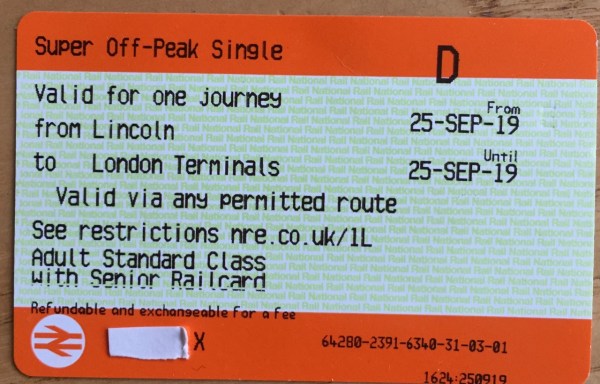 Super Off-Peak Single
D
Valid for one journey
From
from Lincoln 25-SEP-19
Until
to London Terminals 25-SEP-19
Valid via any permitted route
See restrictions nre.co.uk/1L
Adult Standard Class
with Senior Railcard
Refundable and exchangeable for a fee
X 64280-2391-6340-31-03-01
1624:250919